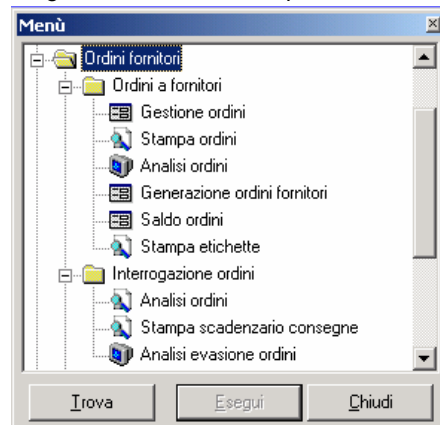 Menù
Ordini fornitori
Ordini a fornitori
Gestione ordini
Stampa ordini
Analisi ordini
Generazione ordini fornitori
Saldo ordini
Stampa etichette
Interrogazione ordini
Analisi ordini
Stampa scadenzario consegne
Analisi evasione ordini
Trova Esegui Chiudi